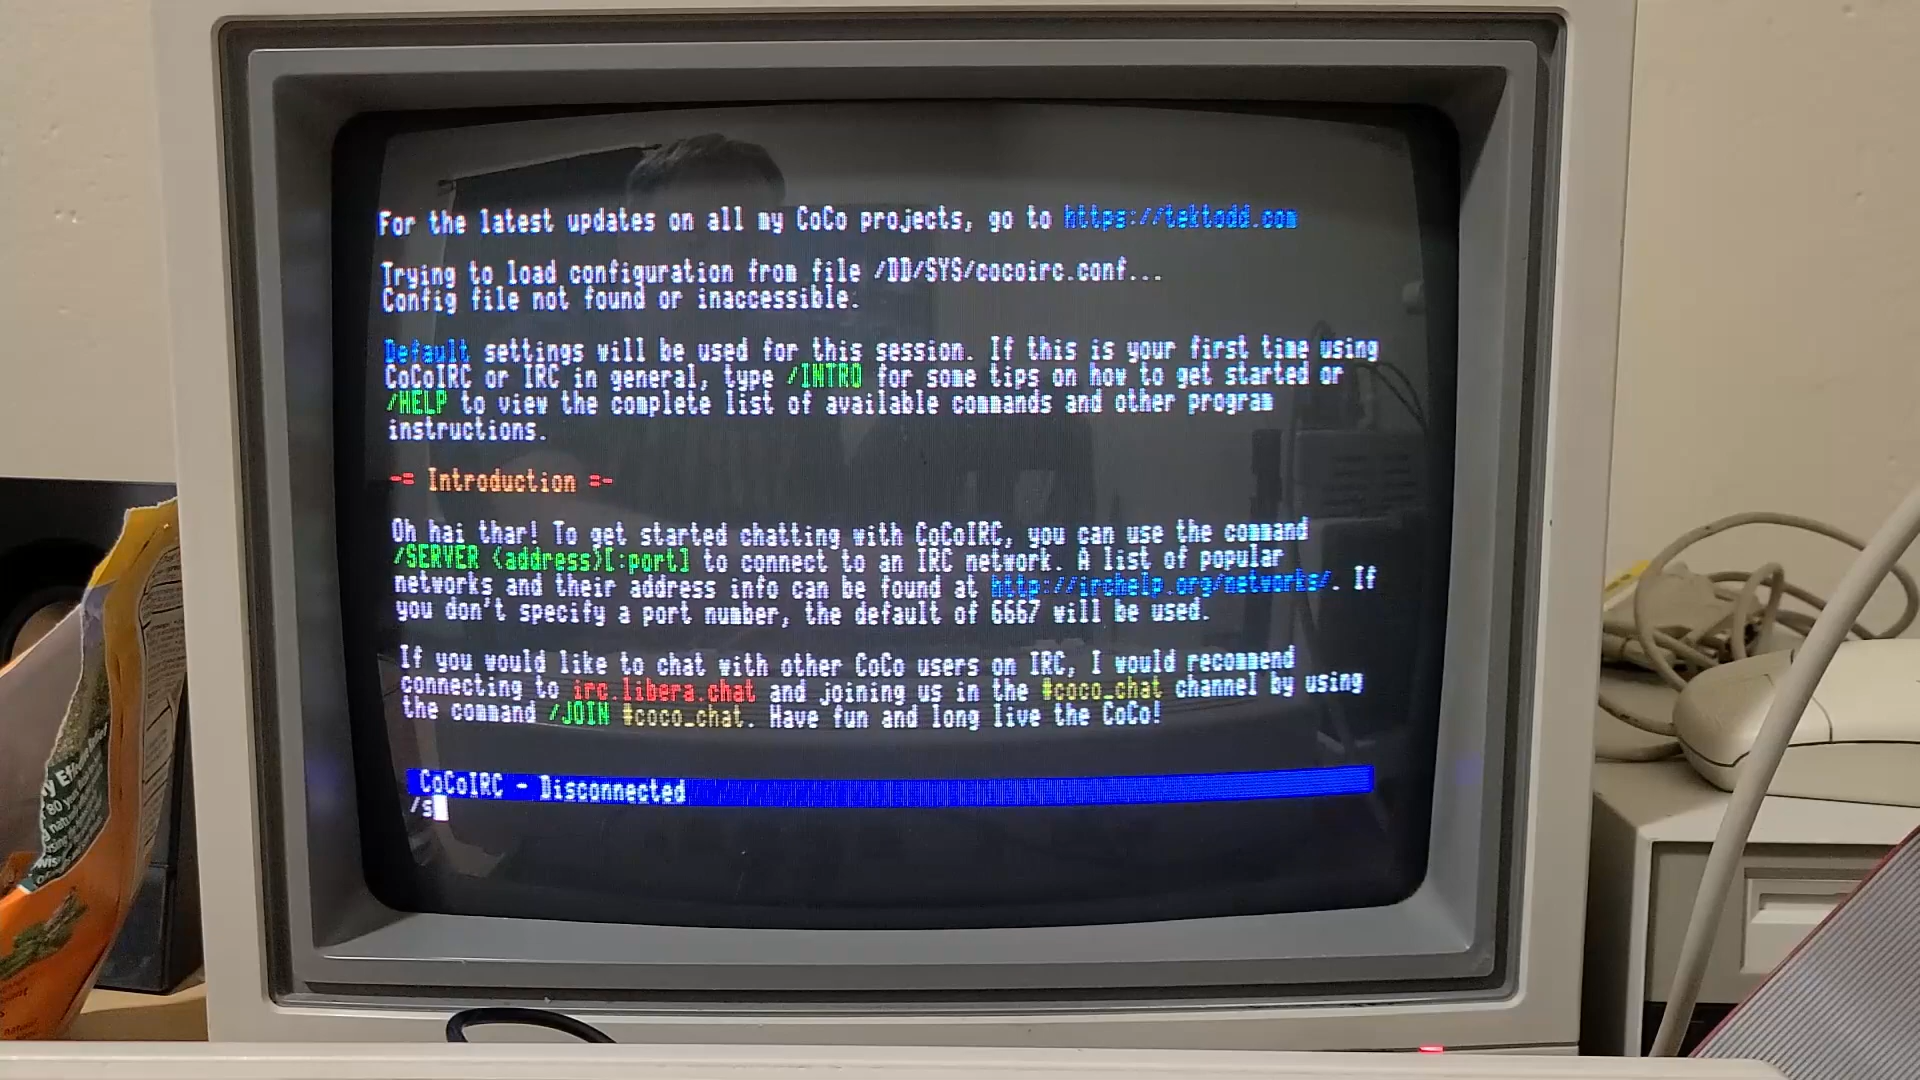 For the latest updates on all my CoCo projects, go to https://tektodd.com
Trying to load configuration from file /DD/SYS/cocoirc.conf...
Config file not found or inaccessible.
Default settings will be used for this session. If this is your first time using
CoCoIRC or IRC in general, type /INTRO for some tips on how to get started or
/HELP to view the complete list of available commands and other program
instructions.
-= Introduction =-
Oh hai thar! To get started chatting with CoCoIRC, you can use the command
/SERVER <address>[:port] to connect to an IRC network. A list of popular
networks and their address info can be found at http://irchelp.org/networks/. If
you don't specify a port number, the default of 6667 will be used.
If you would like to chat with other CoCo users on IRC, I would recommend
connecting to irc.libera.chat and joining us in the #coco_chat channel by using
the command /JOIN #coco_chat. Have fun and long live the CoCo!
CoCoIRC - Disconnected
/s